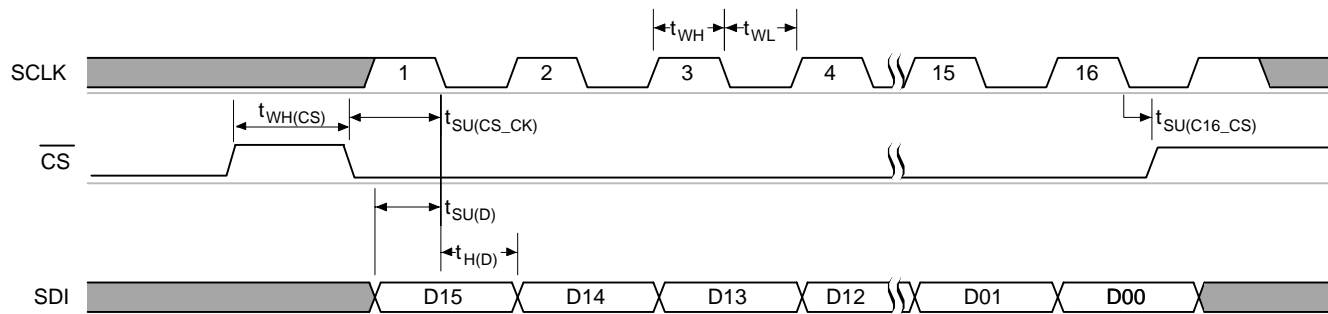 tWH tWL
SCLK 1 2 3 4 15 16
tWH(CS) tSU(CS_CK) tSU(C16_CS)
CS
tSU(D)
tH(D)
SDI D15 D14 D13 D12 D01 D00